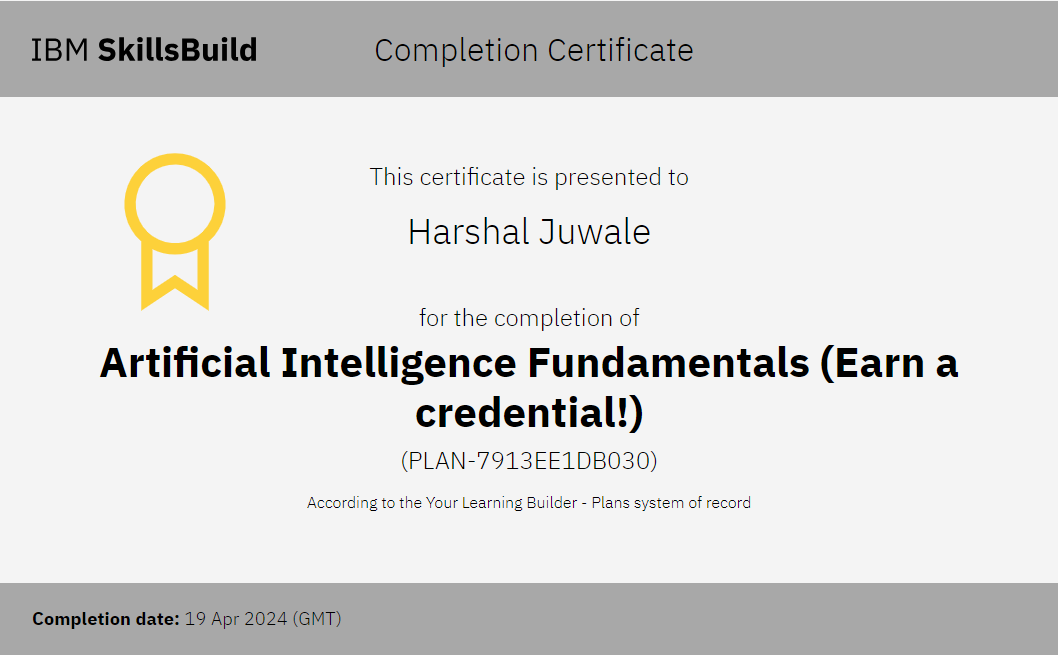 IBM SkillsBuild
Completion Certificate
This certificate is presented to
Harshal Juwale
for the completion of
Artificial Intelligence Fundamentals (Earn a
credential!)
(PLAN-7913EE1DB030)
According to the Your Learning Builder - Plans system of record
Completion date: 19 Apr 2024 (GMT)